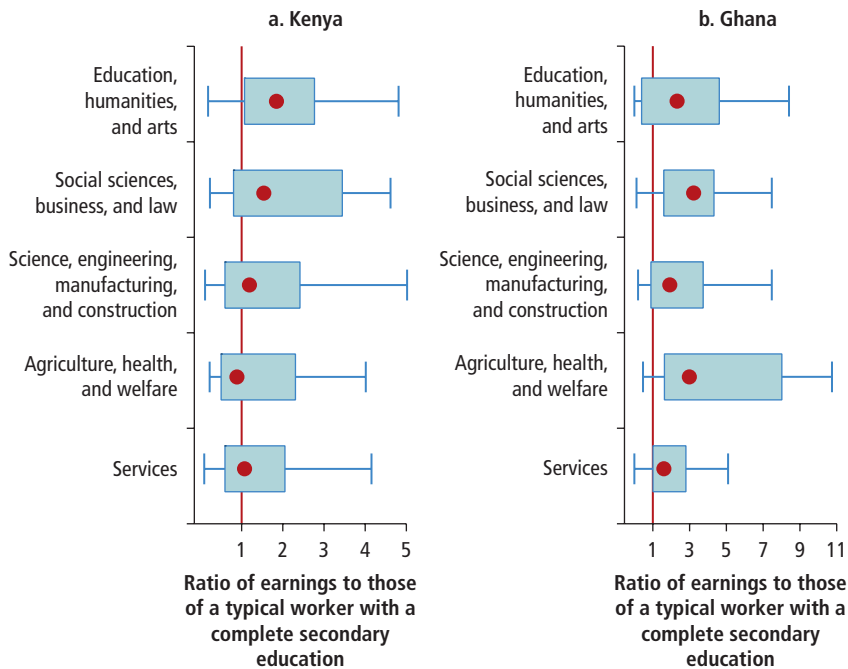 a. Kenya
Education,
humanities,
and arts
Social sciences,
business, and law
Science, engineering,
manufacturing,
and construction
Agriculture, health,
and welfare
Services
1 2 3 4 5
Ratio of earnings to those
of a typical worker with a
complete secondary
education
b. Ghana
Education,
humanities,
and arts
Social sciences,
business, and law
Science, engineering,
manufacturing,
and construction
Agriculture, health,
and welfare
Services
1 3 5 7 9 11
Ratio of earnings to those
of a typical worker with a
complete secondary
education